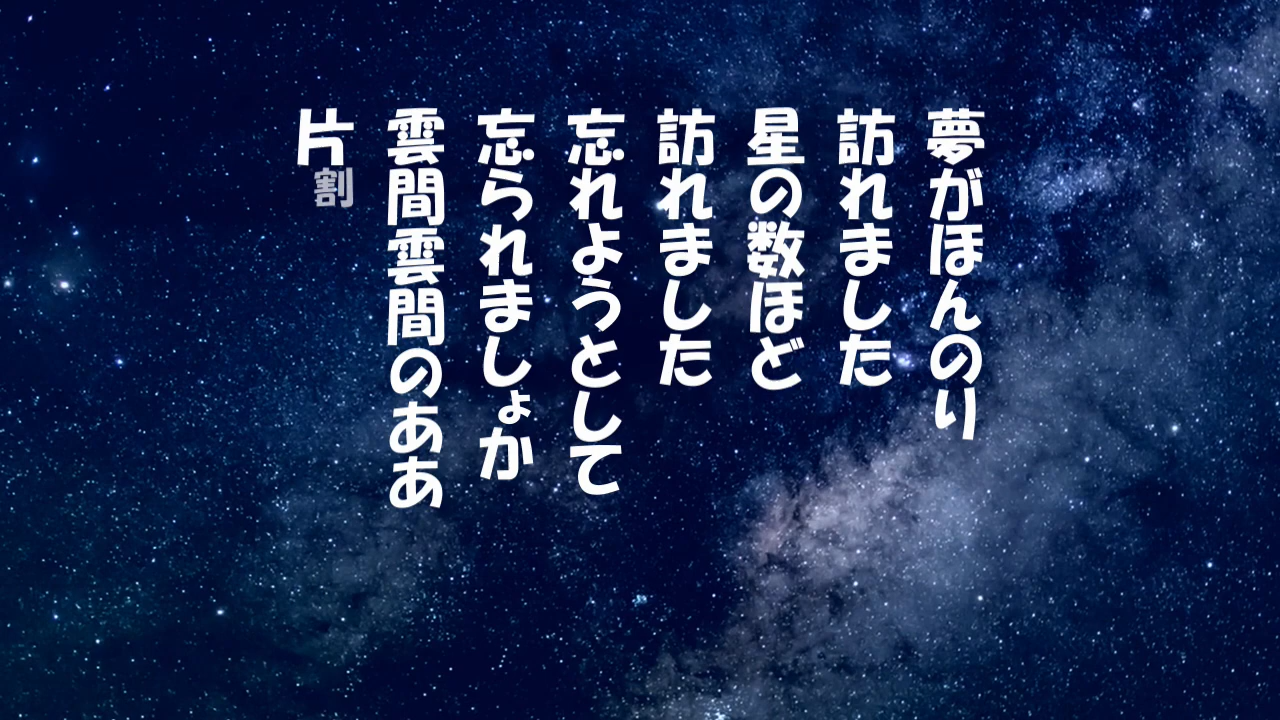 夢がほんのり
訪れました
星の数ほど
訪れました
忘れようとして
忘られましょか
雲間雲間のああ
片割